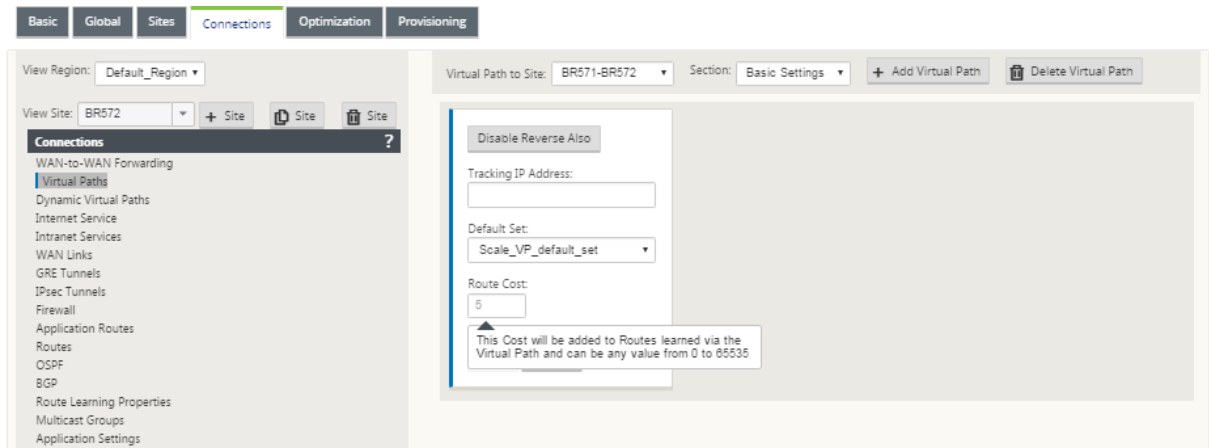 Basic Global Sites Connections Optimization Provisioning
View Region: Default_Region
View Site: BR572 + Site Site Site
Connections ?
WAN-to-WAN Forwarding
Virtual Paths
Dynamic Virtual Paths
Internet Service
Intranet Services
WAN Links
GRE Tunnels
IPsec Tunnels
Firewall
Application Routes
Routes
OSPF
BGP
Route Learning Properties
Multicast Groups
Application Settings
Virtual Path to Site: BR571-BR572 Section: Basic Settings + Add Virtual Path Delete Virtual Path
Disable Reverse Also
Tracking IP Address:
Default Set:
Scale_VP_default_set
Route Cost:
5
This Cost will be added to Routes learned via the
Virtual Path and can be any value from 0 to 65535